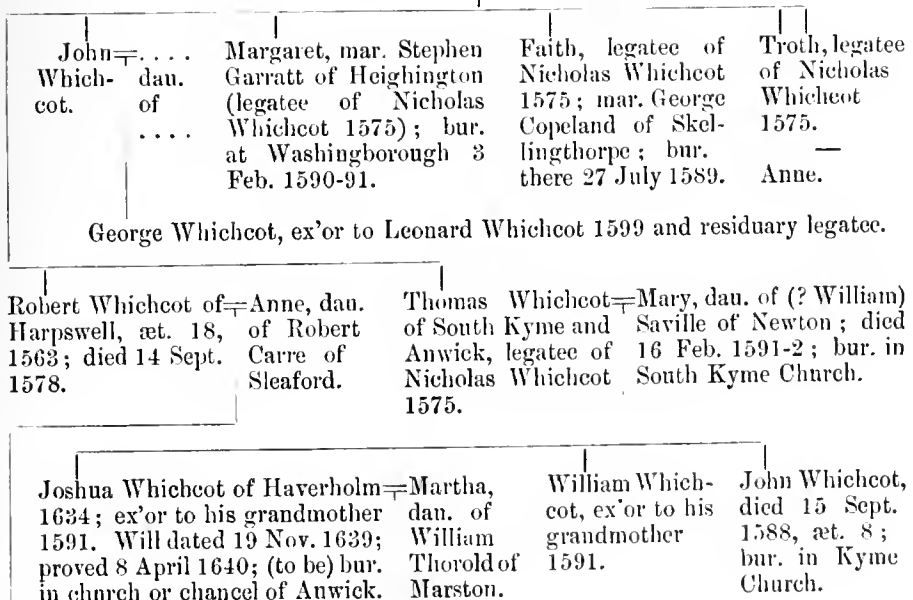 John=.... dau. of ....
Which-
cot.
Margaret, mar. Stephen
Garratt of Heighington
(legatee of Nicholas
Whichcot 1575); bur.
at Washingborough 3
Feb. 1590-91.
Faith, legatee of
Nicholas Whichcot
1575; mar. George
Copeland of Skel-
lingthorpe; bur.
there 27 July 1589.
Troth, legatee
of Nicholas
Whichcot
1575.
—
Anne.
George Whichcot, ex'or to Leonard Whichcot 1599 and residuary legatee.
Robert Whichcot of=
Harpswell, æt. 18,
1563; died 14 Sept.
1578.
Anne, dau.
of Robert
Carre of
Sleaford.
Thomas Whichcot=
of South Kyme and
Anwick, legatee of
Nicholas Whichcot
1575.
Mary, dau. of (? William)
Saville of Newton; died
16 Feb. 1591-2; bur. in
South Kyme Church.
Joshua Whichcot of Haverholm=
1634; ex'or to his grandmother
1591. Will dated 19 Nov. 1639;
proved 8 April 1640; (to be) bur.
in church or chancel of Anwick.
Martha,
dau. of
William
Thorold of
Marston.
William Which-
cot, ex'or to his
grandmother
1591.
John Whichcot,
died 15 Sept.
1588, æt. 8;
bur. in Kyme
Church.